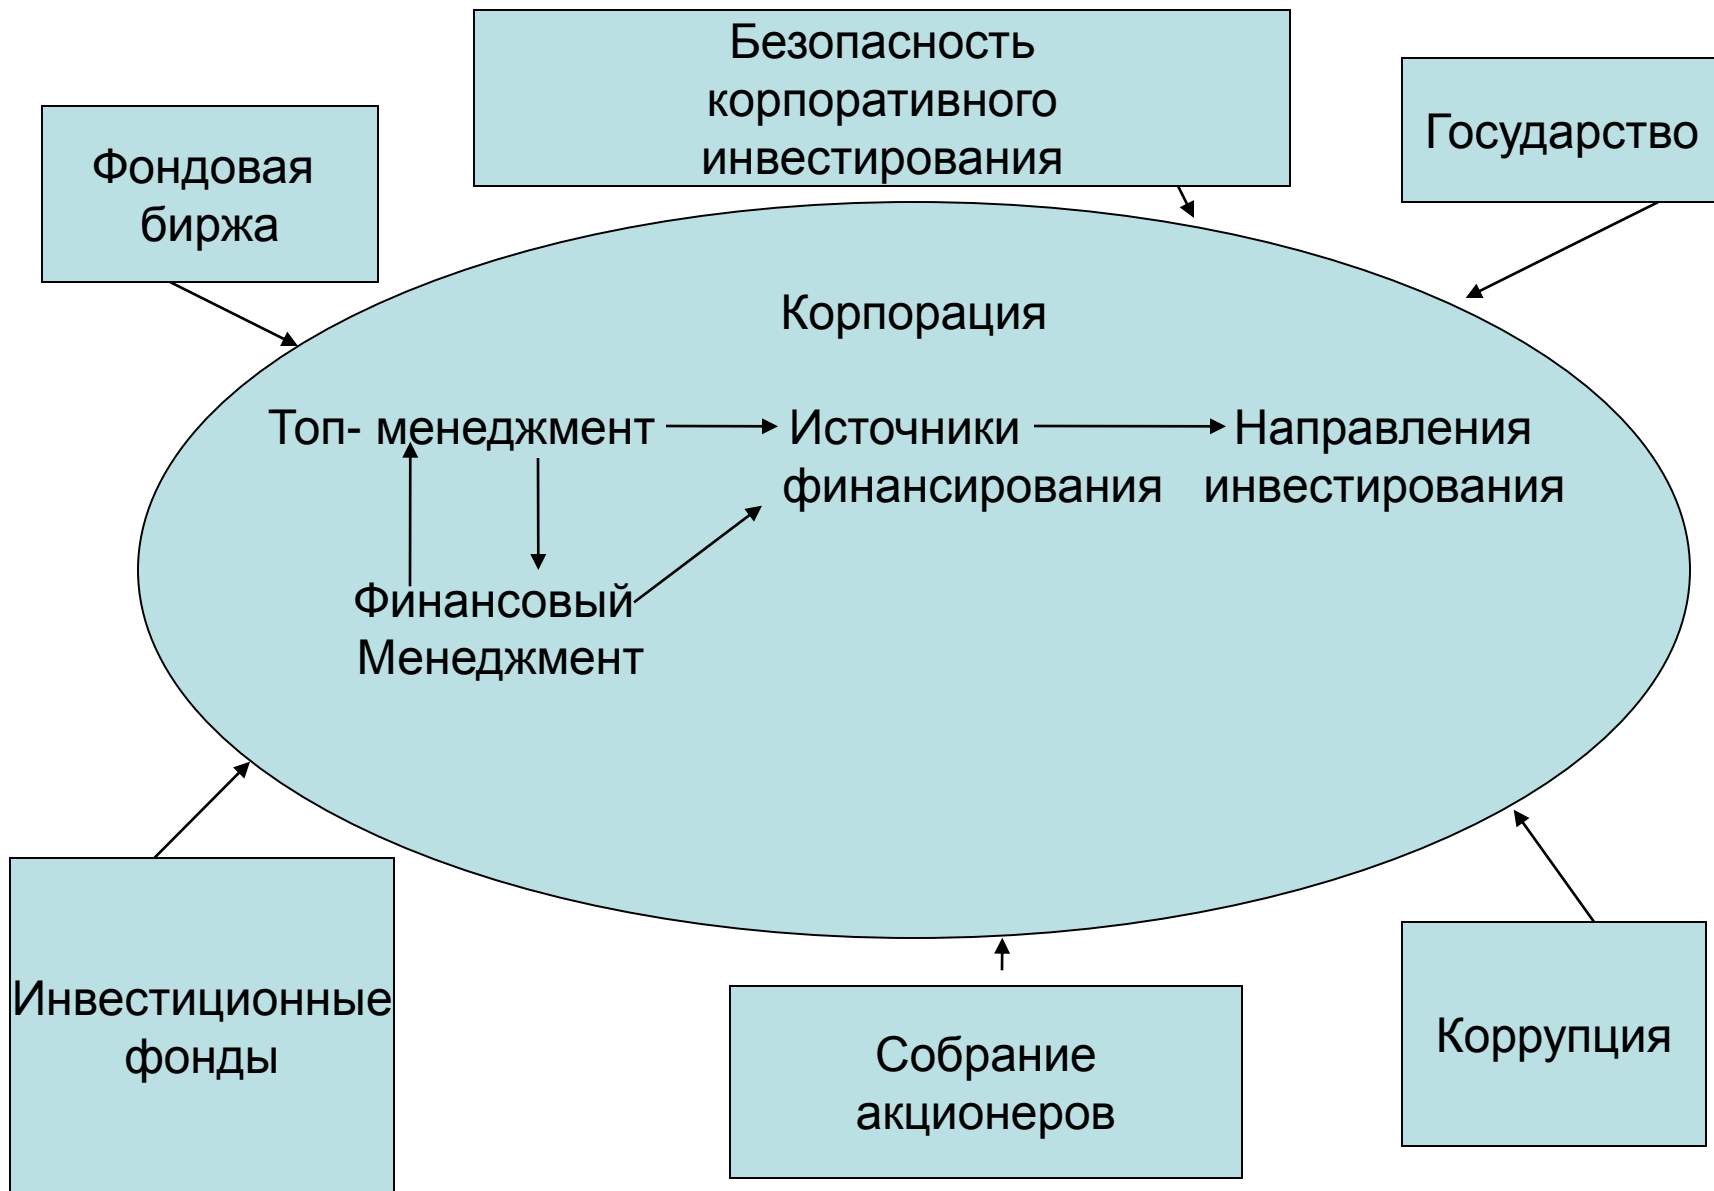 Безопасность
корпоративного
инвестирования
Государство
Фондовая
биржа
Корпорация
Топ- менеджмент
Источники
финансирования
Направления
инвестирования
Финансовый
Менеджмент
Инвестиционные
фонды
Собрание
акционеров
Коррупция